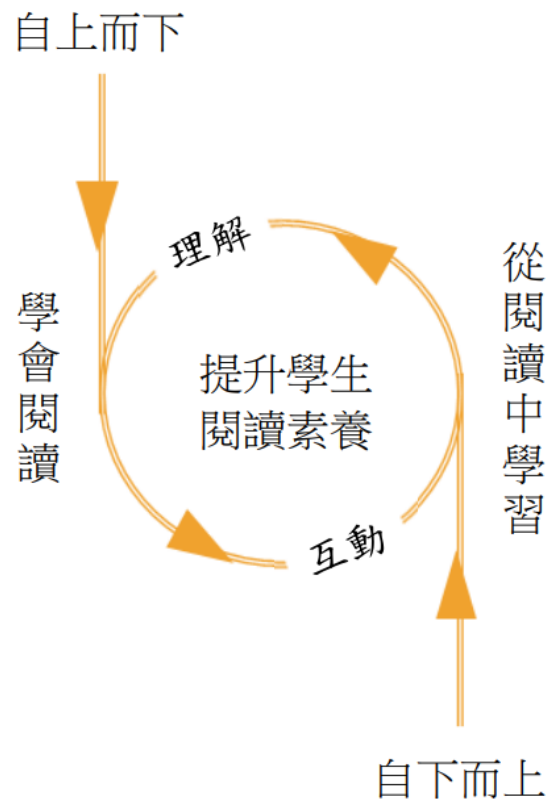 自上而下
理解
從閱讀中學習
學會閱讀
提升學生
閱讀素養
互動
自下而上